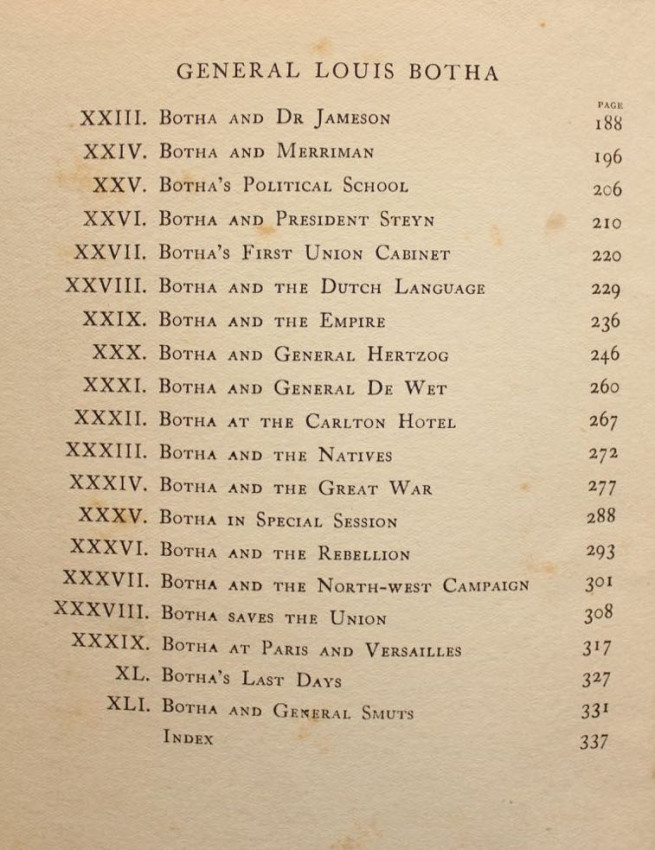 GENERAL LOUIS BOTHA
PAGE
XXIII. BOTHA AND DR JAMESON 188
XXIV. BOTHA AND MERRIMAN 196
XXV. BOTHA'S POLITICAL SCHOOL 206
XXVI. BOTHA AND PRESIDENT STEYN 210
XXVII. BOTHA'S FIRST UNION CABINET 220
XXVIII. BOTHA AND THE DUTCH LANGUAGE 229
XXIX. BOTHA AND THE EMPIRE 236
XXX. BOTHA AND GENERAL HERTZOG 246
XXXI. BOTHA AND GENERAL DE WET 260
XXXII. BOTHA AT THE CARLTON HOTEL 267
XXXIII. BOTHA AND THE NATIVES 272
XXXIV. BOTHA AND THE GREAT WAR 277
XXXV. BOTHA IN SPECIAL SESSION 288
XXXVI. BOTHA AND THE REBELLION 293
XXXVII. BOTHA AND THE NORTH-WEST CAMPAIGN 301
XXXVIII. BOTHA SAVES THE UNION 308
XXXIX. BOTHA AT PARIS AND VERSAILLES 317
XL. BOTHA'S LAST DAYS 327
XLI. BOTHA AND GENERAL SMUTS 331
INDEX 337